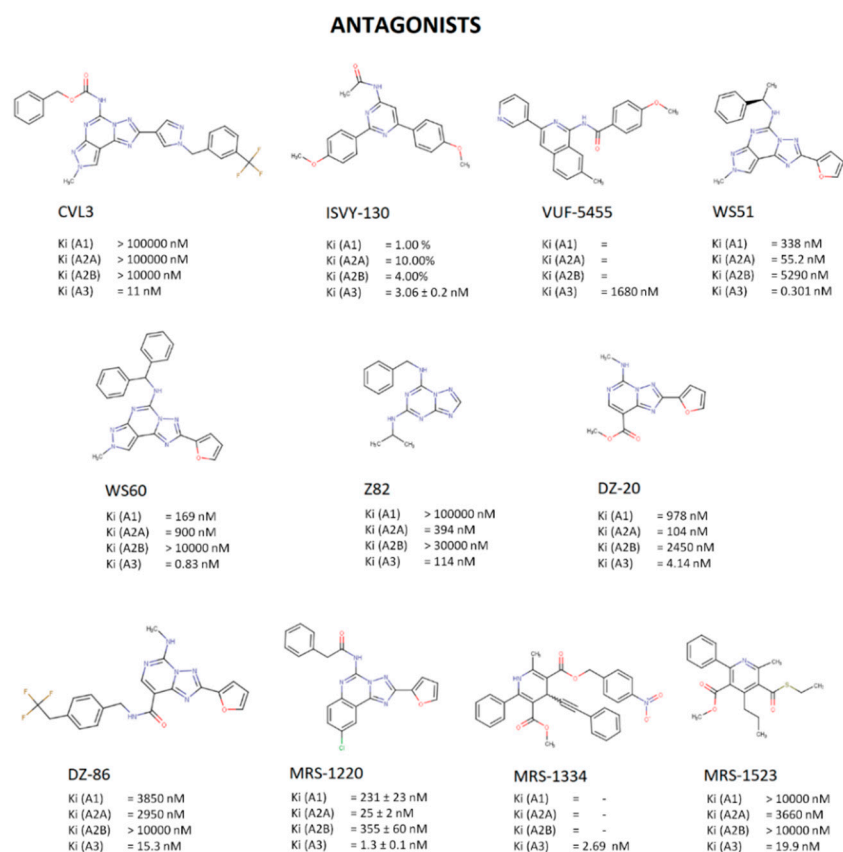 ANTAGONISTS
CVL3
Ki (A1) > 100000 nM
Ki (A2A) > 100000 nM
Ki (A2B) > 10000 nM
Ki (A3) = 11 nM
ISVY-130
Ki (A1) = 1.00 %
Ki (A2A) = 10.00%
Ki (A2B) = 4.00%
Ki (A3) = 3.06 ± 0.2 nM
VUF-5455
Ki (A1) =
Ki (A2A) =
Ki (A2B) =
Ki (A3) = 1680 nM
WS51
Ki (A1) = 338 nM
Ki (A2A) = 55.2 nM
Ki (A2B) = 5290 nM
Ki (A3) = 0.301 nM
WS60
Ki (A1) = 169 nM
Ki (A2A) = 900 nM
Ki (A2B) > 10000 nM
Ki (A3) = 0.83 nM
Z82
Ki (A1) > 100000 nM
Ki (A2A) = 394 nM
Ki (A2B) > 30000 nM
Ki (A3) = 114 nM
DZ-20
Ki (A1) = 978 nM
Ki (A2A) = 104 nM
Ki (A2B) = 2450 nM
Ki (A3) = 4.14 nM
DZ-86
Ki (A1) = 3850 nM
Ki (A2A) = 2950 nM
Ki (A2B) > 10000 nM
Ki (A3) = 15.3 nM
MRS-1220
Ki (A1) = 231 ± 23 nM
Ki (A2A) = 25 ± 2 nM
Ki (A2B) = 355 ± 60 nM
Ki (A3) = 1.3 ± 0.1 nM
MRS-1334
Ki (A1) = -
Ki (A2A) = -
Ki (A2B) = -
Ki (A3) = 2.69 nM
MRS-1523
Ki (A1) > 10000 nM
Ki (A2A) = 3660 nM
Ki (A2B) > 10000 nM
Ki (A3) = 19.9 nM